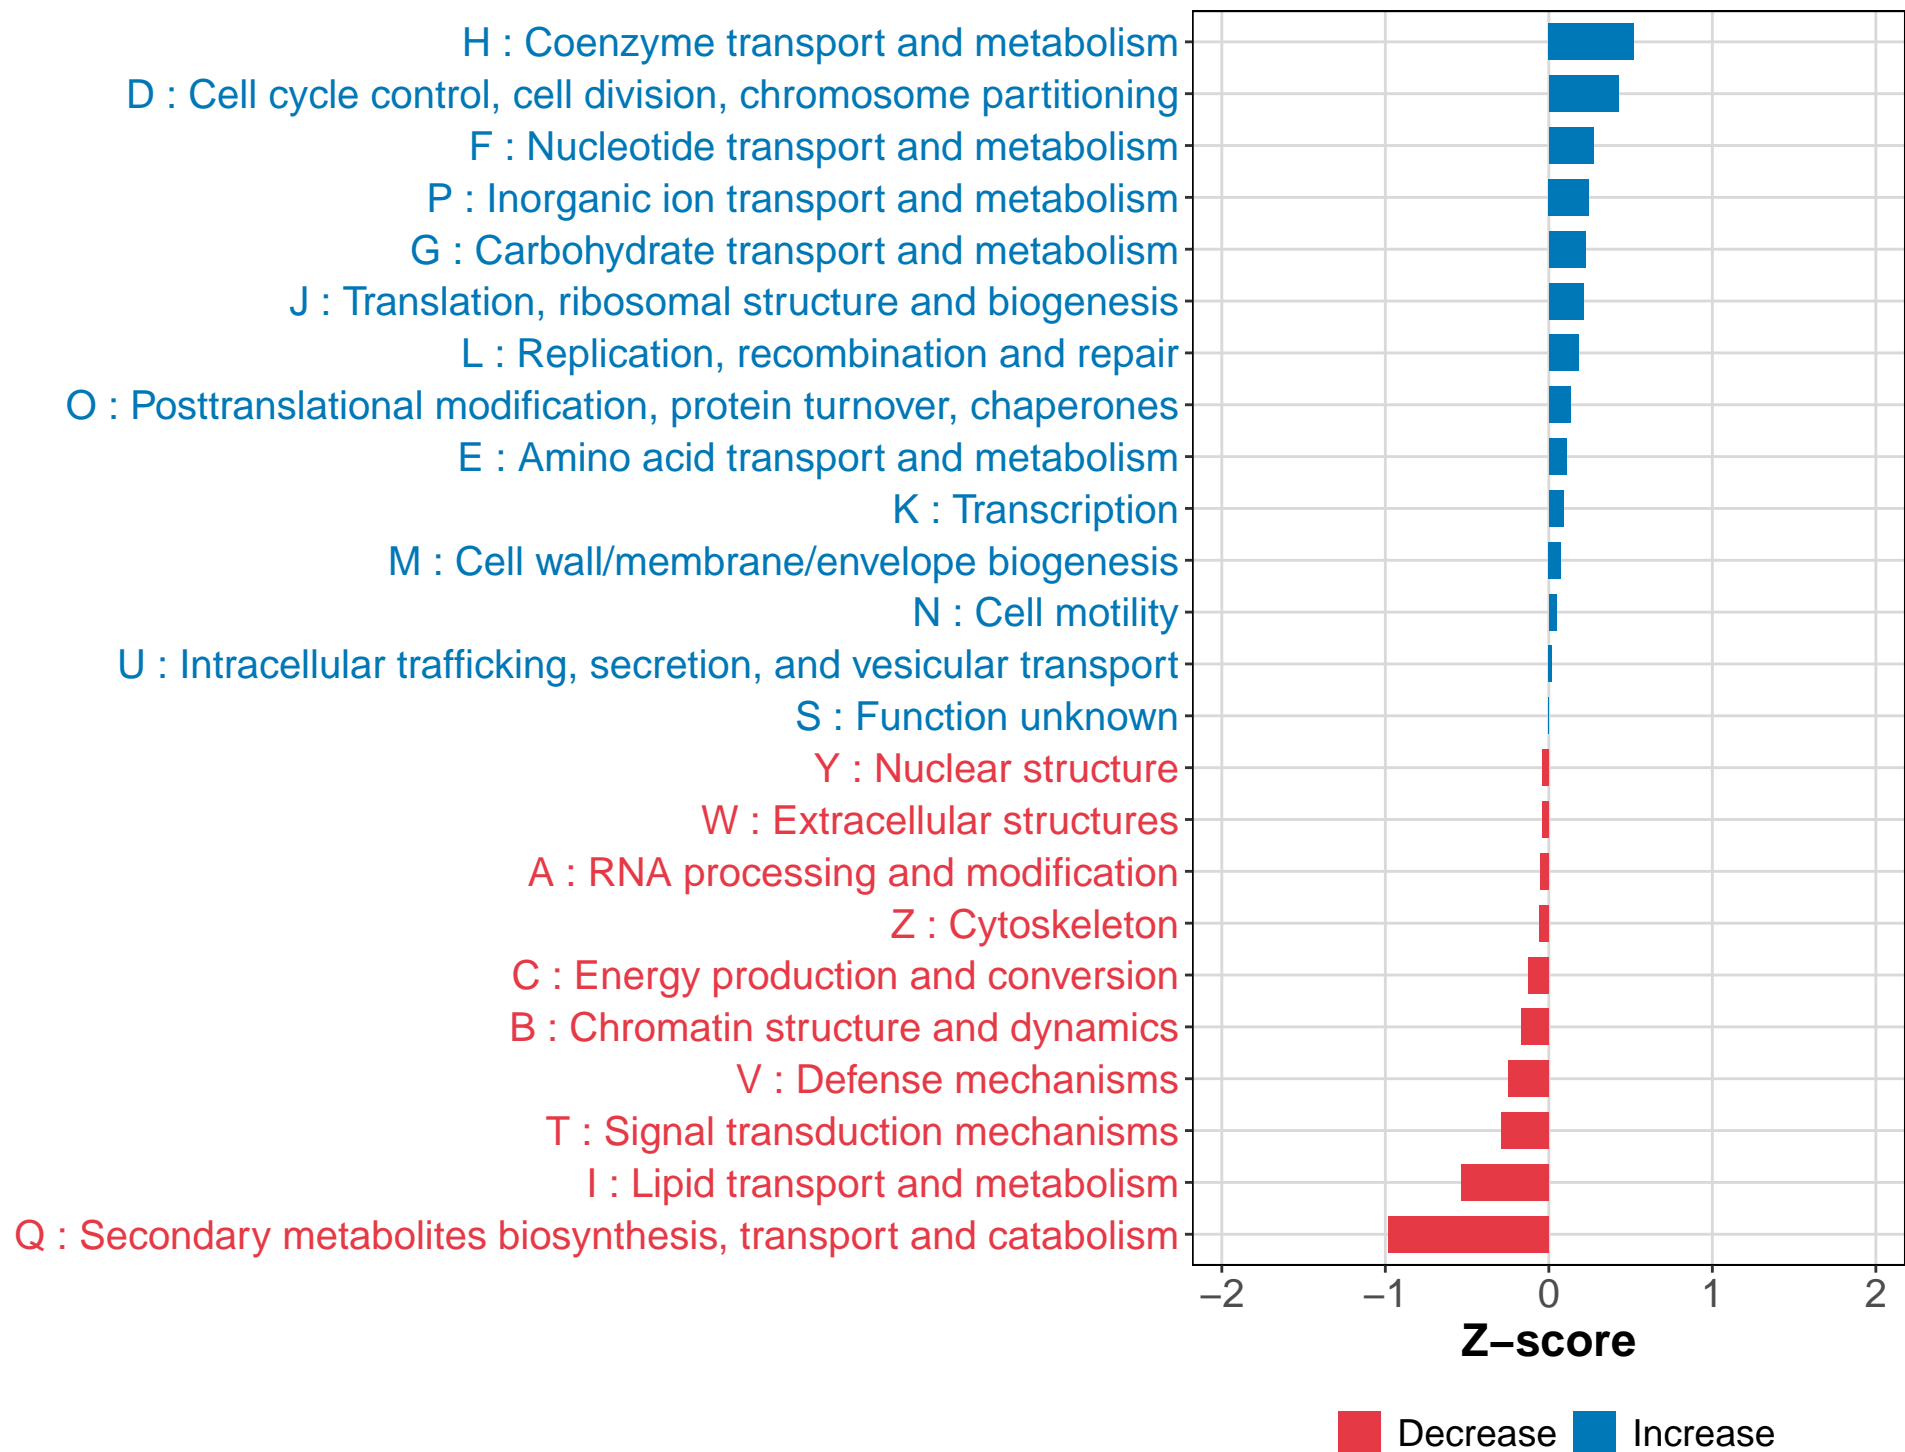 H : Coenzyme transport and metabolism
D : Cell cycle control, cell division, chromosome partitioning
F : Nucleotide transport and metabolism
P : Inorganic ion transport and metabolism
G : Carbohydrate transport and metabolism
J : Translation, ribosomal structure and biogenesis
L : Replication, recombination and repair
O : Posttranslational modification, protein turnover, chaperones
E : Amino acid transport and metabolism
K : Transcription
M : Cell wall/membrane/envelope biogenesis
N : Cell motility
U : Intracellular trafficking, secretion, and vesicular transport
S : Function unknown
Y : Nuclear structure
W : Extracellular structures
A : RNA processing and modification
Z : Cytoskeleton
C : Energy production and conversion
B : Chromatin structure and dynamics
V : Defense mechanisms
T : Signal transduction mechanisms
I : Lipid transport and metabolism
Q : Secondary metabolites biosynthesis, transport and catabolism
−2 −1 0 1 2
Z−score
Decrease Increase